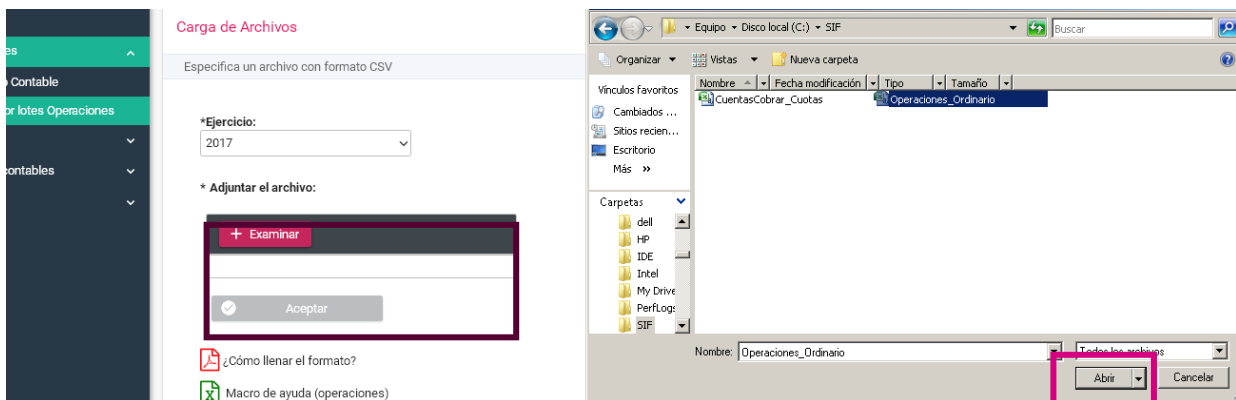 Carga de Archivos
es
Especifica un archivo con formato CSV
Contable
or lotes Operaciones
*Ejercicio:
2017
contables
* Adjuntar el archivo:
+ Examinar
Aceptar
¿Cómo llenar el formato?
Macro de ayuda (operaciones)
Equipo Disco local (C:) SIF
Buscar
Organizar Vistas Nueva carpeta
Vínculos favoritos
Cambiados ...
Sitios recien...
Escritorio
Más »
Nombre Fecha modificación Tipo Tamaño
CuentasCobrar_Cuotas Operaciones_Ordinario
Carpetas
dell
HP
IDE
Intel
My Drive
PerfLogs
SIF
Nombre: Operaciones_Ordinario
Todos los archivos
Abrir Cancelar